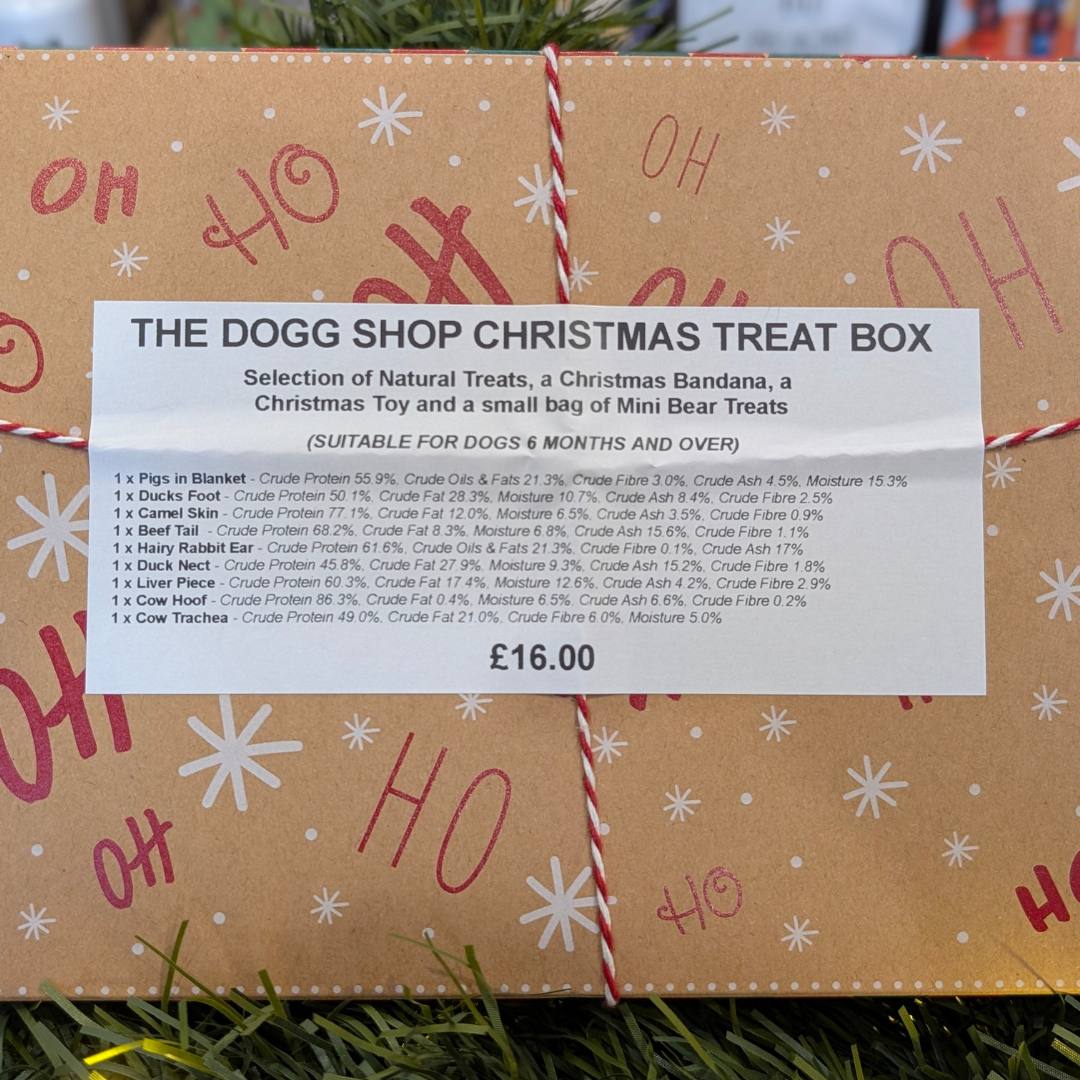 OH
HO
OH
OH
THE DOGG SHOP CHRISTMAS TREAT BOX
Selection of Natural Treats, a Christmas Bandana, a
Christmas Toy and a small bag of Mini Bear Treats
(SUITABLE FOR DOGS 6 MONTHS AND OVER)
1 x Pigs in Blanket - Crude Protein 55.9%, Crude Oils & Fats 21.3%, Crude Fibre 3.0%, Crude Ash 4.5%, Moisture 15.3%
1 x Ducks Foot - Crude Protein 50.1%, Crude Fat 28.3%, Moisture 10.7%, Crude Ash 8.4%, Crude Fibre 2.5%
1 x Camel Skin - Crude Protein 77.1%, Crude Fat 12.0%, Moisture 6.5%, Crude Ash 3.5%, Crude Fibre 0.9%
1 x Beef Tail - Crude Protein 68.2%, Crude Fat 8.3%, Moisture 6.8%, Crude Ash 15.6%, Crude Fibre 1.1%
1 x Hairy Rabbit Ear - Crude Protein 61.6%, Crude Oils & Fats 21.3%, Crude Fibre 0.1%, Crude Ash 17%
1 x Duck Nect - Crude Protein 45.8%, Crude Fat 27.9%, Moisture 9.3%, Crude Ash 15.2%, Crude Fibre 1.8%
1 x Liver Piece - Crude Protein 60.3%, Crude Fat 17.4%, Moisture 12.6%, Crude Ash 4.2%, Crude Fibre 2.9%
1 x Cow Hoof - Crude Protein 86.3%, Crude Fat 0.4%, Moisture 6.5%, Crude Ash 6.6%, Crude Fibre 0.2%
1 x Cow Trachea - Crude Protein 49.0%, Crude Fat 21.0%, Crude Fibre 6.0%, Moisture 5.0%
£16.00
OH
HO
OH
HO
HO